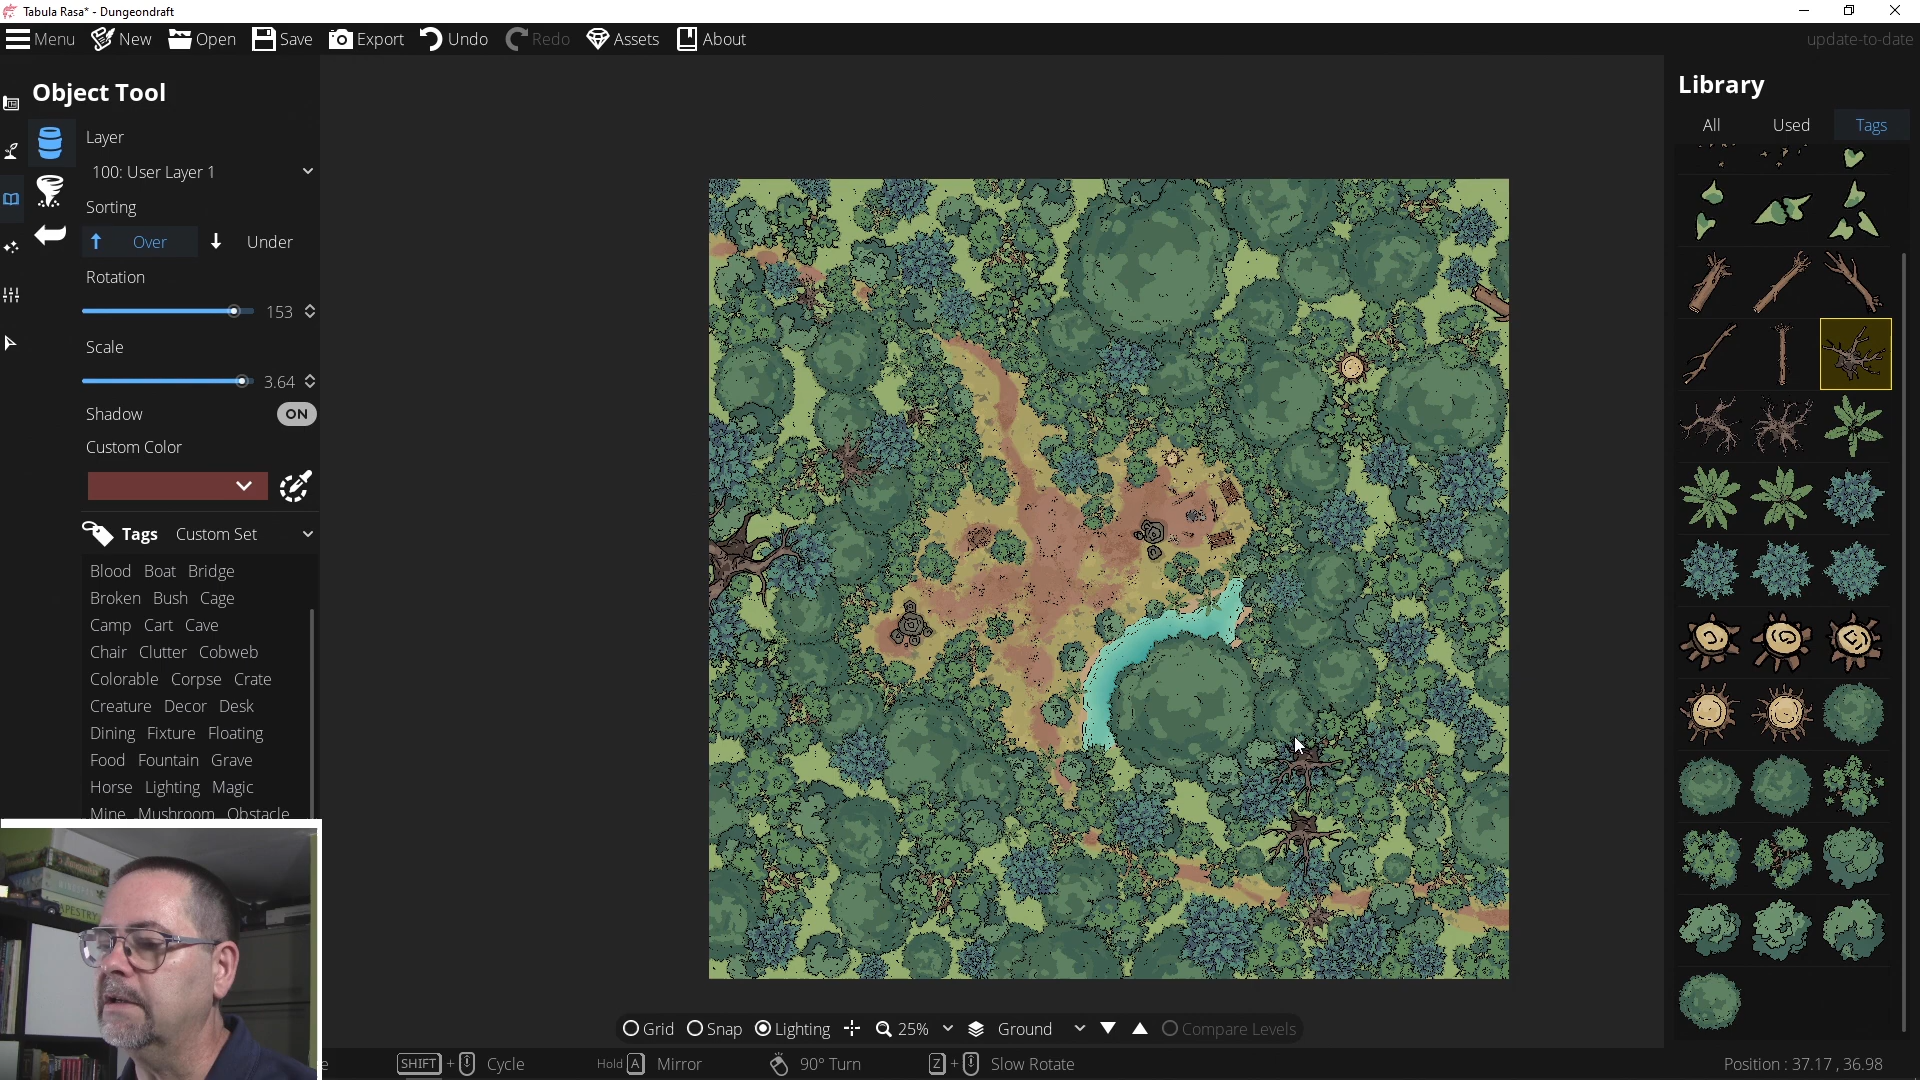 Tabula Rasa* - Dungeondraft
Menu New Open Save Export Undo Redo Assets About update-to-date
Object Tool
Layer
100: User Layer 1
Sorting
Over Under
Rotation
153
Scale
3.64
Shadow ON
Custom Color
Tags Custom Set
Blood Boat Bridge
Broken Bush Cage
Camp Cart Cave
Chair Clutter Cobweb
Colorable Corpse Crate
Creature Decor Desk
Dining Fixture Floating
Food Fountain Grave
Horse Lighting Magic
Mine Mushroom Obstacle
TAPESTRY
Library
All Used Tags
Grid Snap Lighting 25% Ground Compare Levels
SHIFT + Cycle Hold A Mirror 90° Turn Z + Slow Rotate Position : 37.17 , 36.98